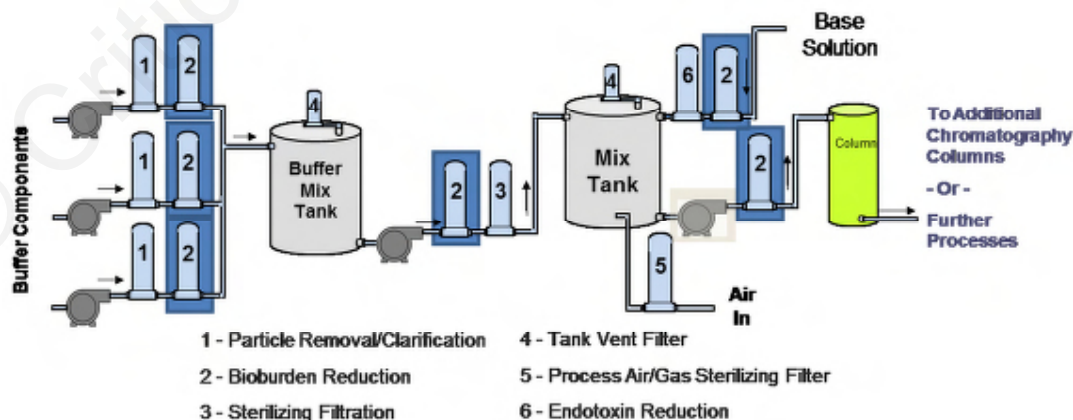 Base
Solution
1
2
6
2
4
4
Buffer Components
1
2
Buffer
Mix
Tank
2
3
Mix
Tank
2
Column
To Additional
Chromatography
Columns
- Or -
Further
Processes
1
2
5
Air
In
1 - Particle Removal/Clarification
4 - Tank Vent Filter
2 - Bioburden Reduction
5 - Process Air/Gas Sterilizing Filter
3 - Sterilizing Filtration
6 - Endotoxin Reduction